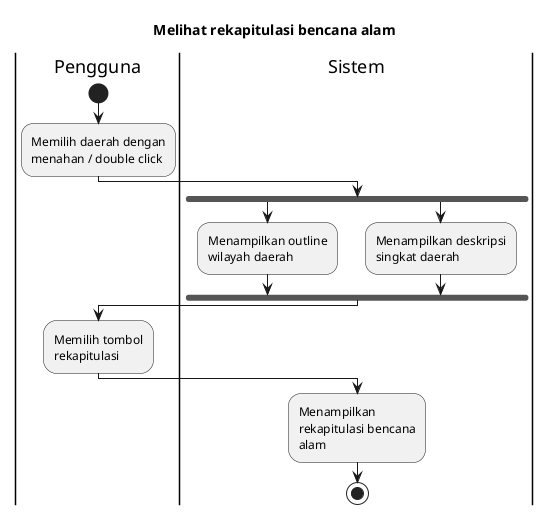 Melihat rekapitulasi bencana alam
Pengguna
Sistem
Memilih daerah dengan
menahan / double click
Menampilkan outline
wilayah daerah
Menampilkan deskripsi
singkat daerah
Memilih tombol
rekapitulasi
Menampilkan
rekapitulasi bencana
alam